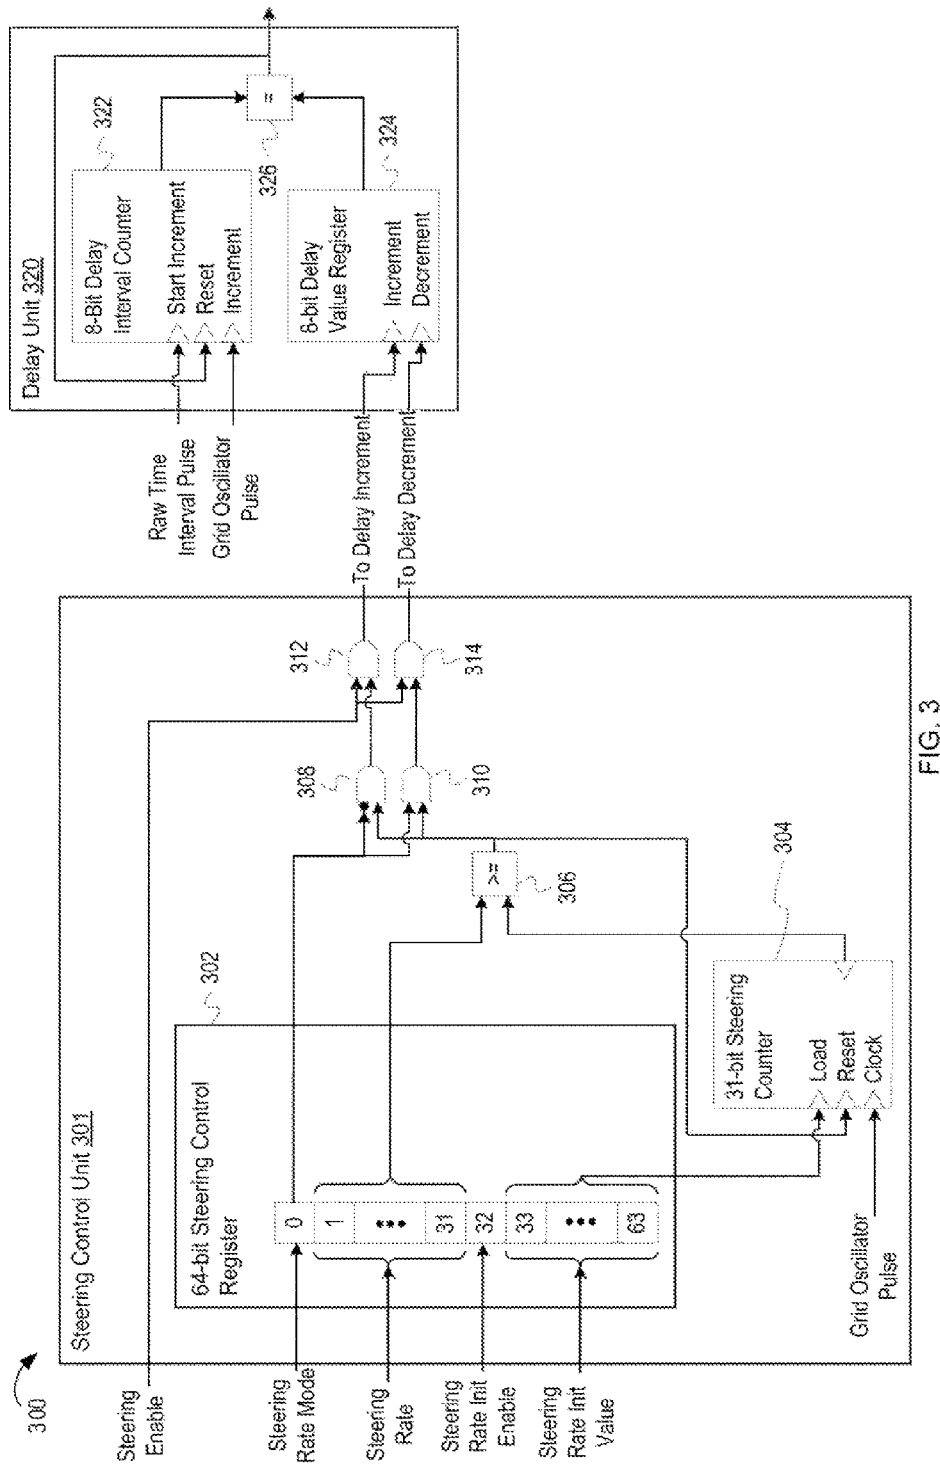 300
Steering Control Unit 301
64-bit Steering Control
Register
302
0
1
•••
31
32
33
•••
63
Steering
Enable
Steering
Rate Mode
Steering
Rate
Steering
Rate Init
Enable
Steering
Rate Init
Value
Grid Oscillator
Pulse
31-bit Steering
Counter
Load
Reset
Clock
304
>=
306
308
310
312
314
To Delay Increment
To Delay Decrement
Raw Time
Interval Pulse
Grid Oscillator
Pulse
Delay Unit 320
8-Bit Delay
Interval Counter
Start Increment
Reset
Increment
322
8-bit Delay
Value Register
Increment
Decrement
324
=
326
FIG. 3